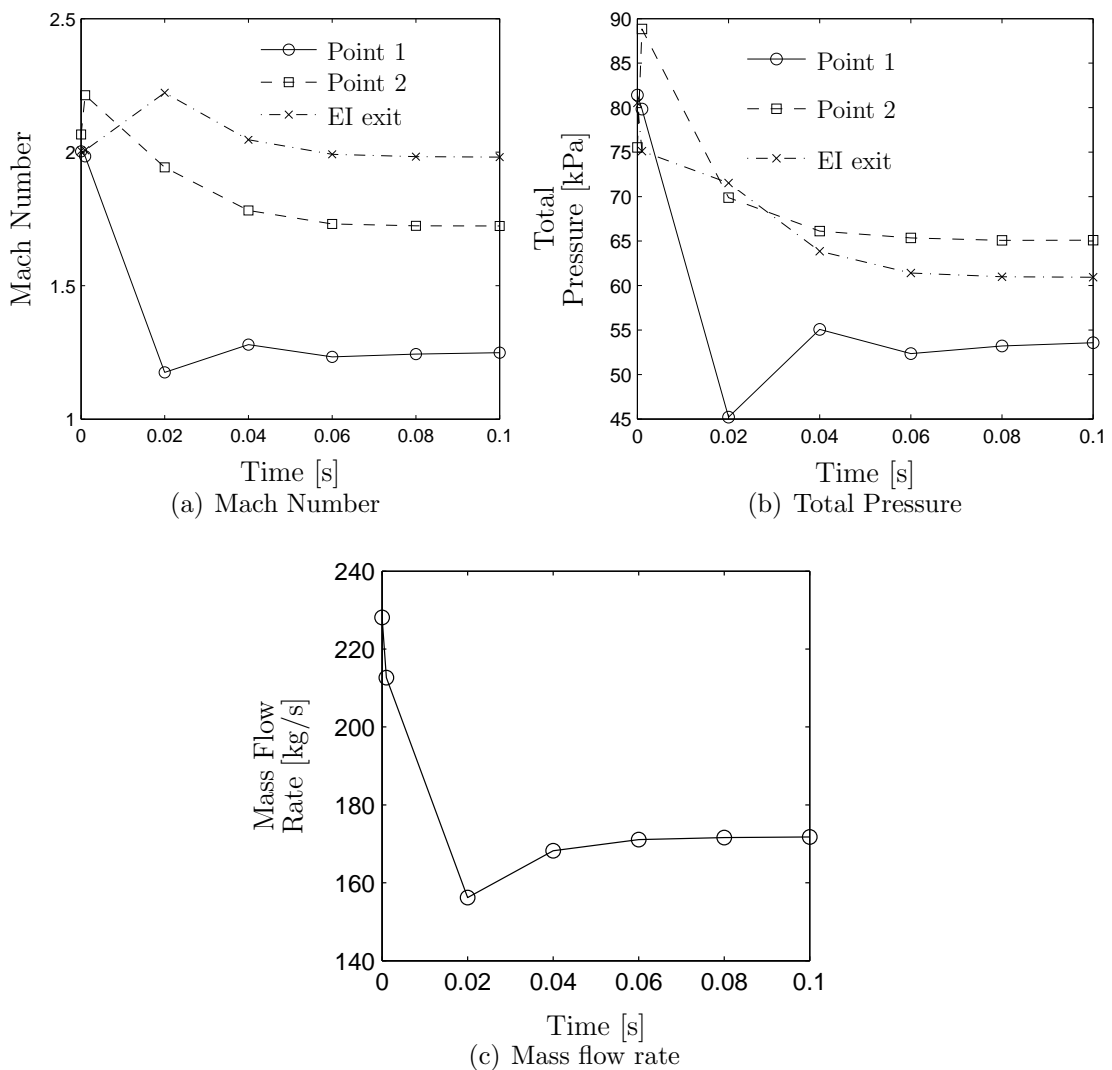 2.5
2
1.5
1
0
0.02
0.04
0.06
0.08
0.1
Mach Number
Time [s]
Point 1
Point 2
EI exit
(a) Mach Number
90
85
80
75
70
65
60
55
50
45
0
0.02
0.04
0.06
0.08
0.1
Total
Pressure [kPa]
Time [s]
Point 1
Point 2
EI exit
(b) Total Pressure
240
220
200
180
160
140
0
0.02
0.04
0.06
0.08
0.1
Mass Flow
Rate [kg/s]
Time [s]
(c) Mass flow rate